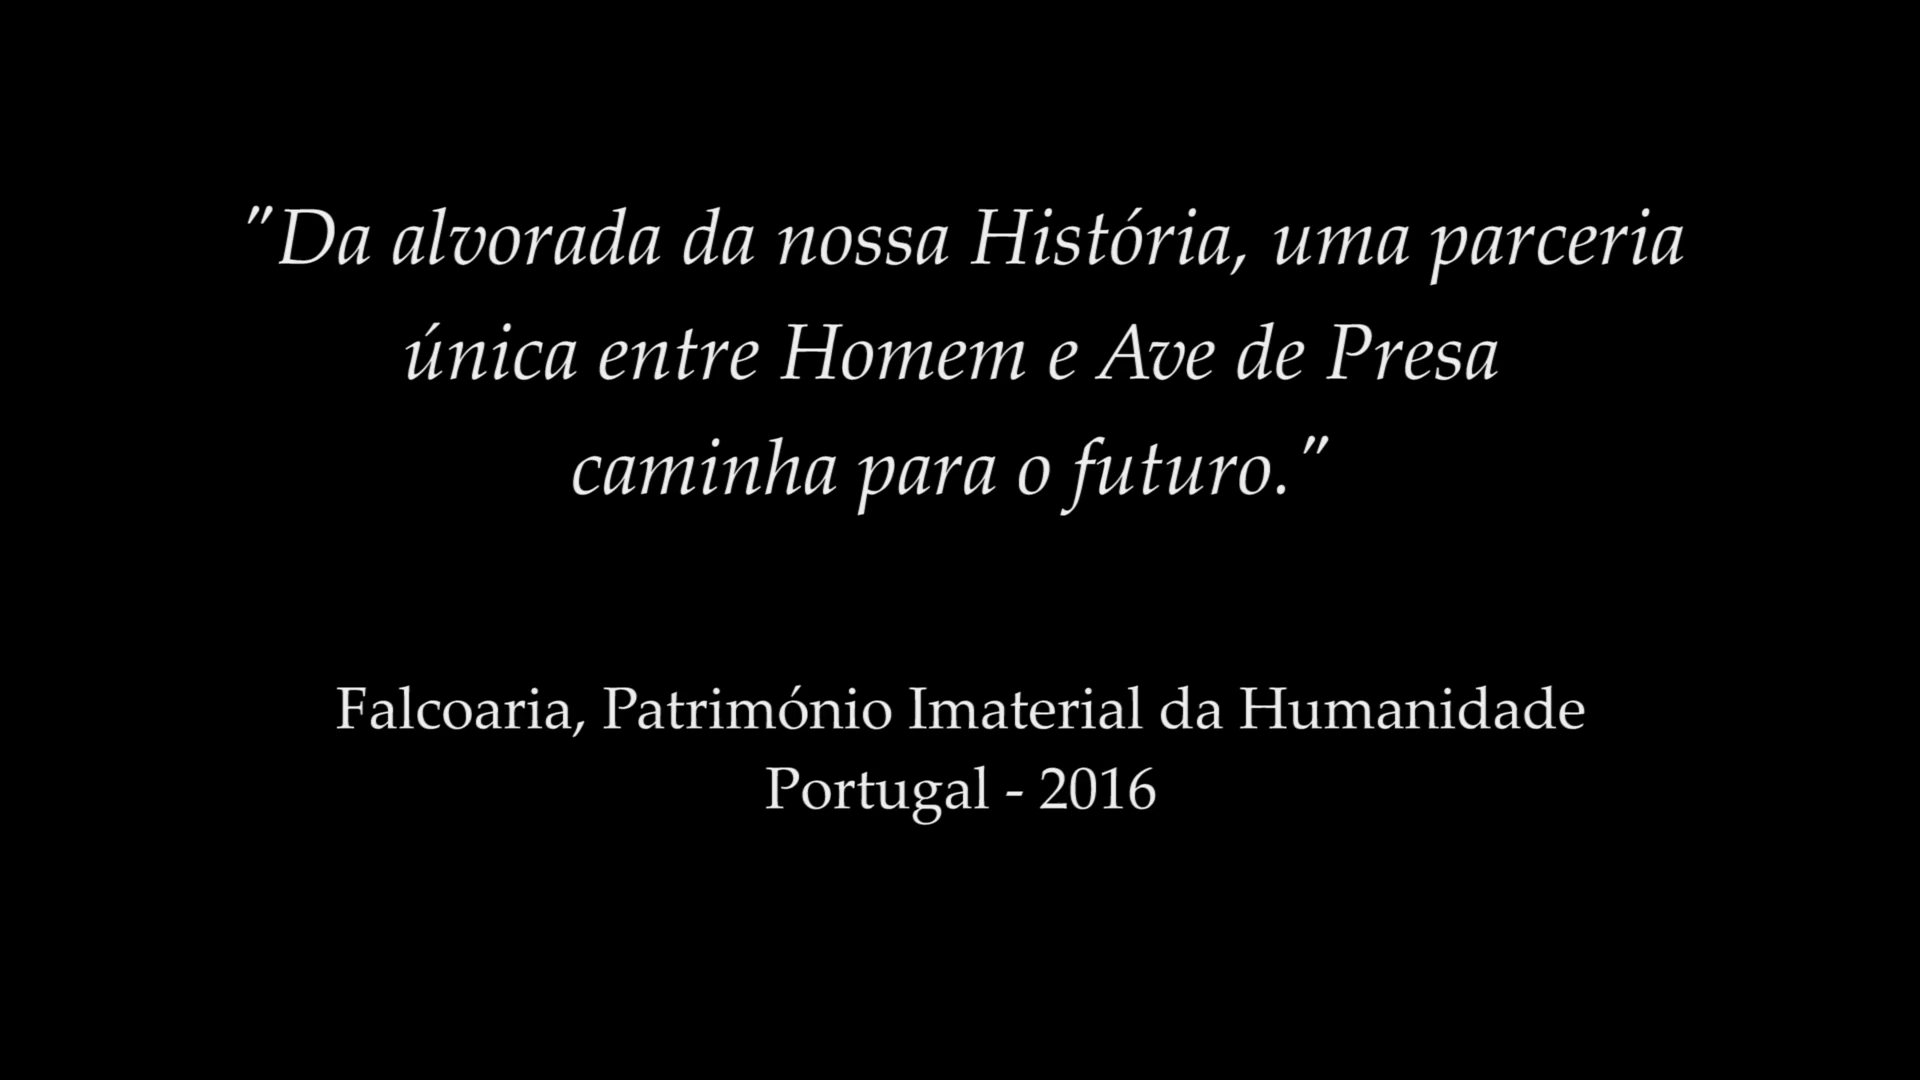 "Da alvorada da nossa História, uma parceria
única entre Homem e Ave de Presa
caminha para o futuro."
Falcoaria, Património Imaterial da Humanidade
Portugal - 2016